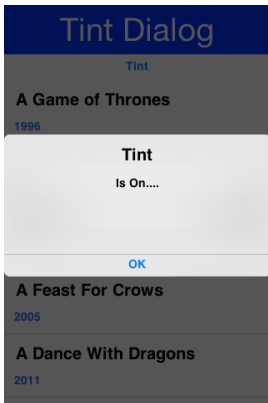 Tint Dialog
Tint
A Game of Thrones
1996
Tint
Is On....
OK
A Feast For Crows
2005
A Dance With Dragons
2011